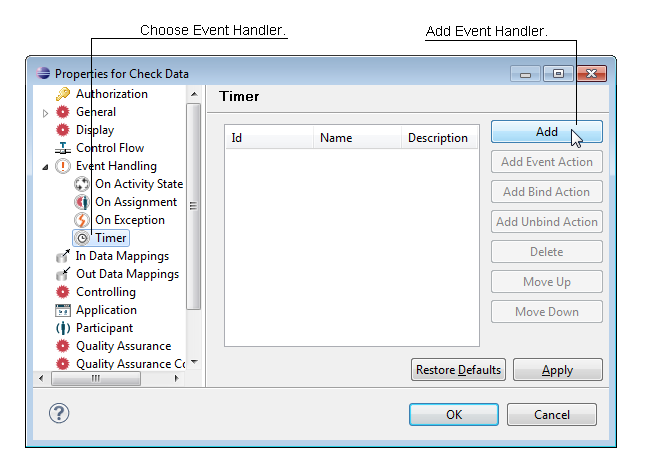 Choose Event Handler.
Add Event Handler.
Properties for Check Data
Authorization
General
Display
Control Flow
Event Handling
On Activity State
On Assignment
On Exception
Timer
In Data Mappings
Out Data Mappings
Controlling
Application
Participant
Quality Assurance
Quality Assurance Co
Timer
Id Name Description
Add
Add Event Action
Add Bind Action
Add Unbind Action
Delete
Move Up
Move Down
Restore Defaults
Apply
?
OK
Cancel